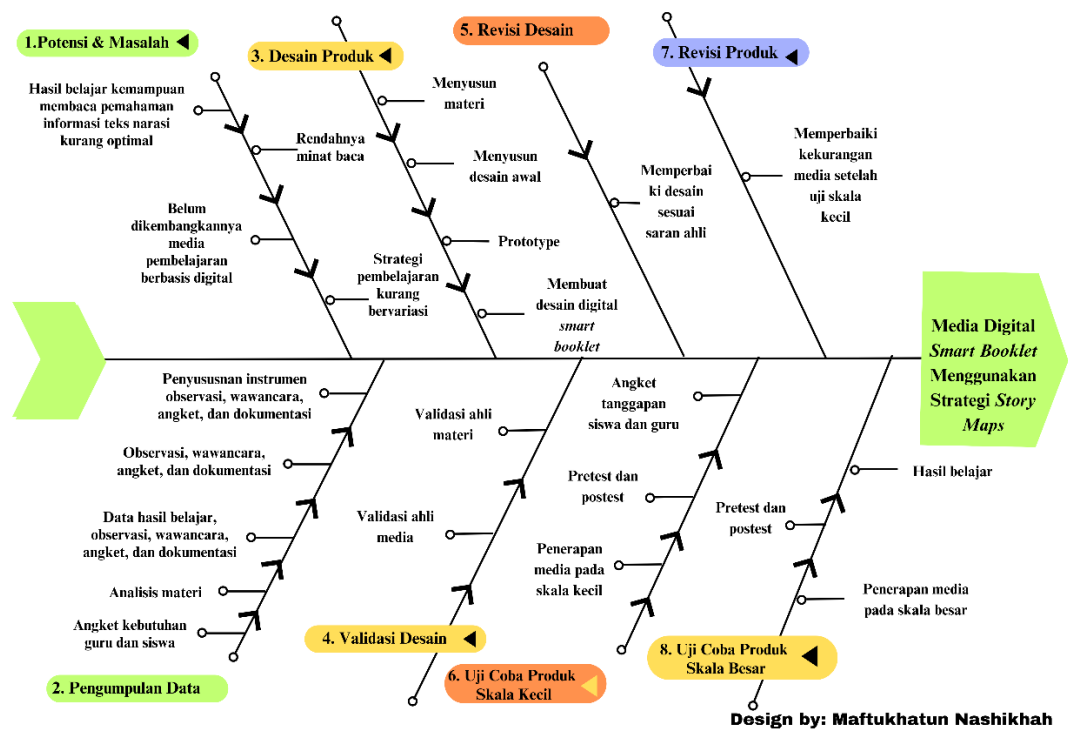 1.Potensi & Masalah
Hasil belajar kemampuan
membaca pemahaman
informasi teks narasi
kurang optimal
Rendahnya
minat baca
Belum
dikembangkannya
media
pembelajaran
berbasis digital
Strategi
pembelajaran
kurang
bervariasi
3. Desain Produk
Menyusun
materi
Menyusun
desain awal
Prototype
Membuat
desain digital
smart
booklet
5. Revisi Desain
Memperbai
ki desain
sesuai
saran ahli
7. Revisi Produk
Memperbaiki
kekurangan
media setelah
uji skala
kecil
Media Digital
Smart Booklet
Menggunakan
Strategi Story
Maps
Penyususnan instrumen
observasi, wawancara,
angket, dan dokumentasi
Observasi, wawancara,
angket, dan dokumentasi
Data hasil belajar,
observasi, wawancara,
angket, dan dokumentasi
Analisis materi
Angket kebutuhan
guru dan siswa
2. Pengumpulan Data
Validasi ahli
materi
Validasi ahli
media
4. Validasi Desain
Angket
tanggapan
siswa dan guru
Pretest dan
postest
Penerapan
media pada
skala kecil
6. Uji Coba Produk
Skala Kecil
Hasil belajar
Pretest dan
postest
Penerapan media
pada skala besar
8. Uji Coba Produk
Skala Besar
Design by: Maftukhatun Nashikhah